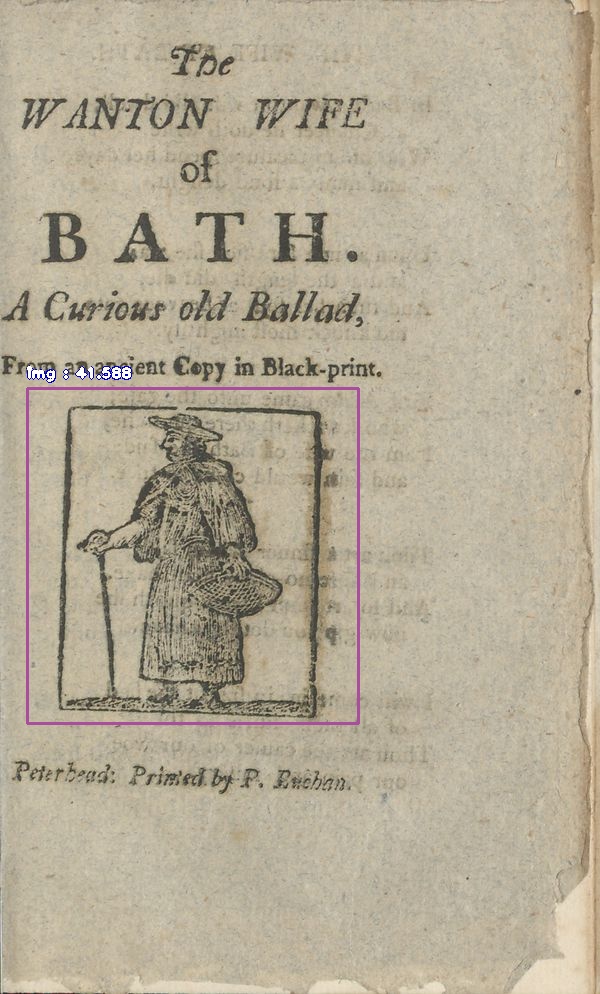 The
WANTON WIFE
of
BATH.
A Curious old Ballad,
From an ancient Copy in Black-print.
img : 41.588
Peterhead: Printed by P. Buchan.